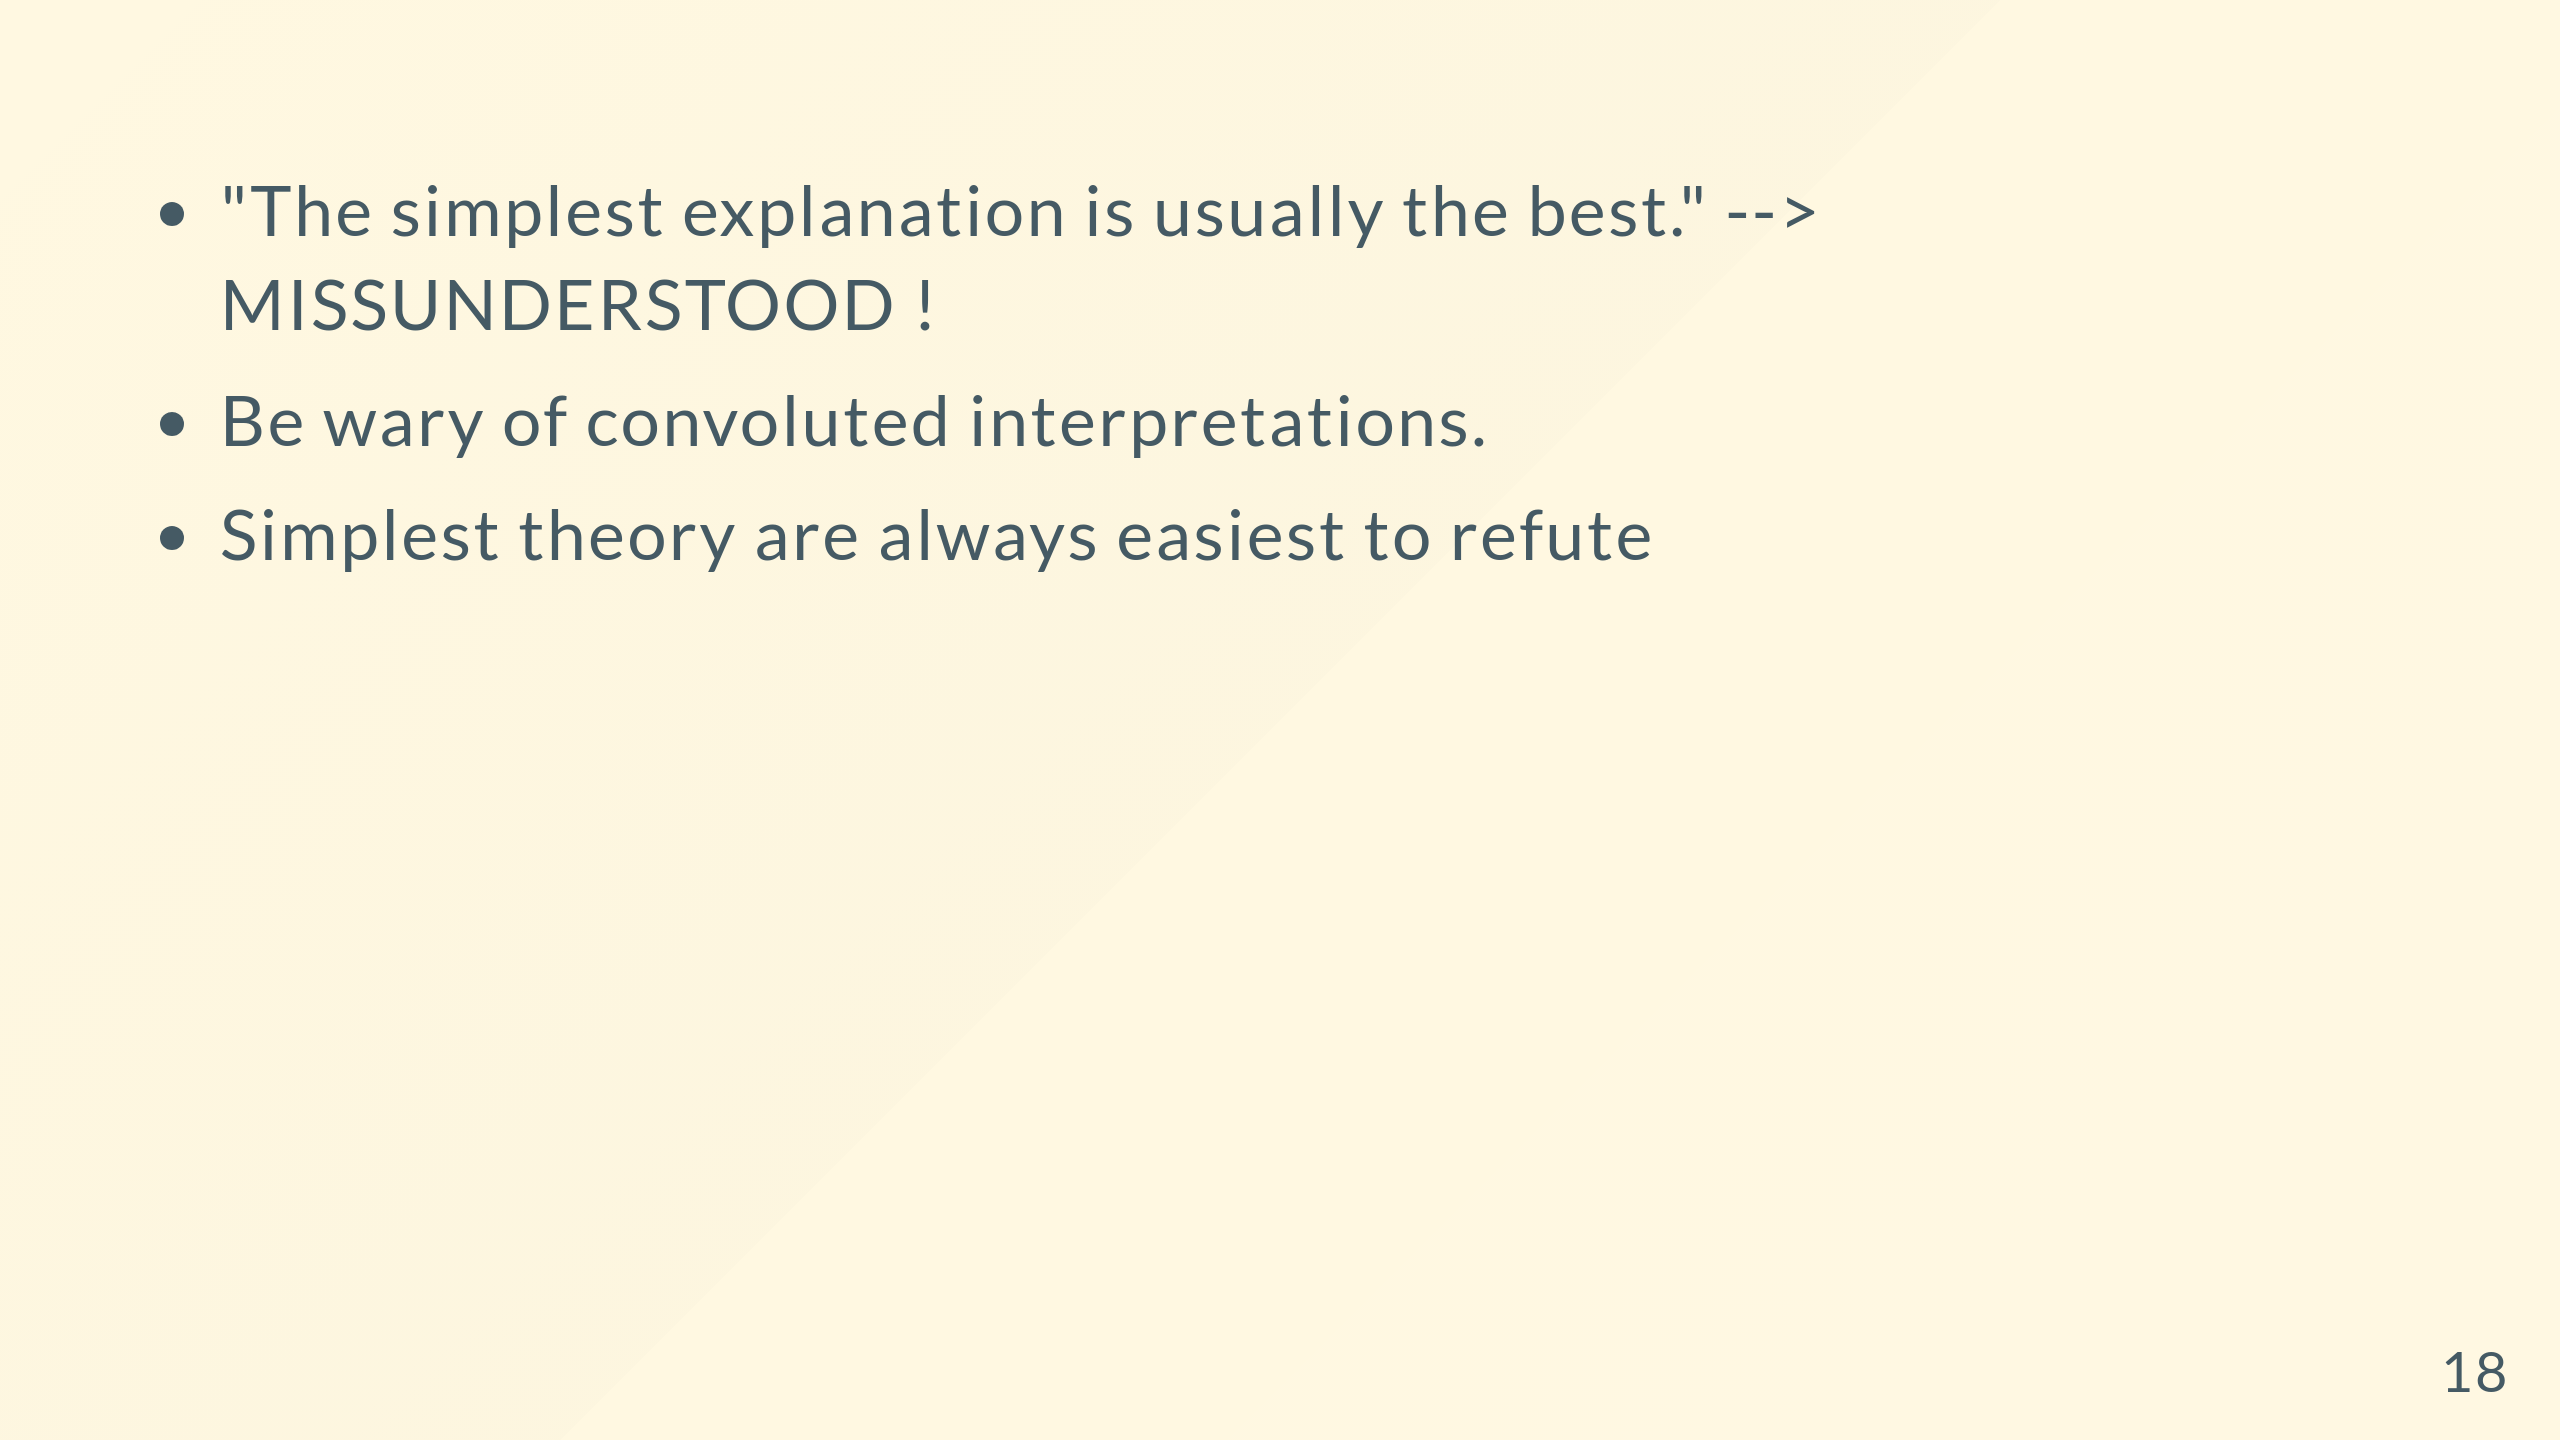 • "The simplest explanation is usually the best." -->
MISSUNDERSTOOD !
• Be wary of convoluted interpretations.
• Simplest theory are always easiest to refute
18